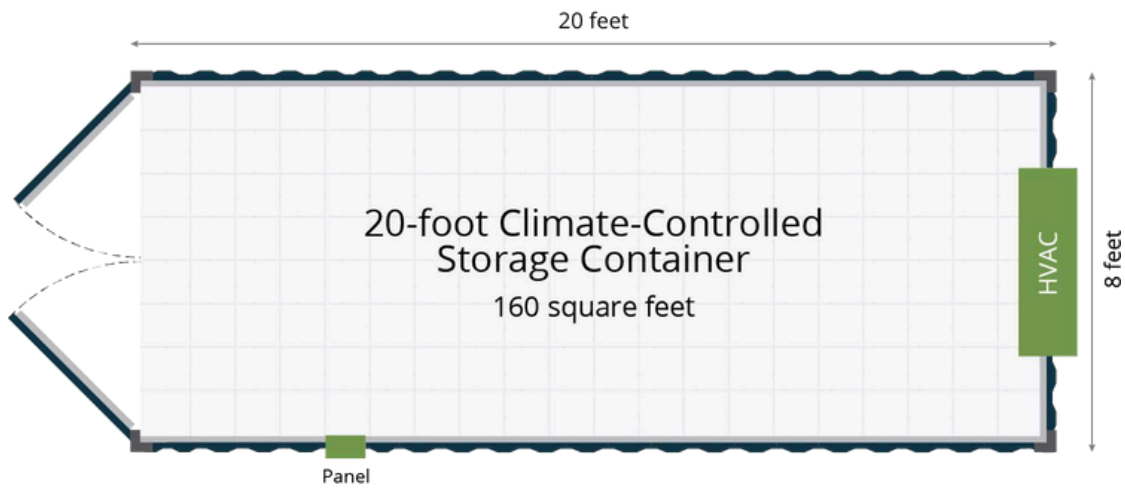 20 feet
20-foot Climate-Controlled
Storage Container
160 square feet
HVAC
8 feet
Panel